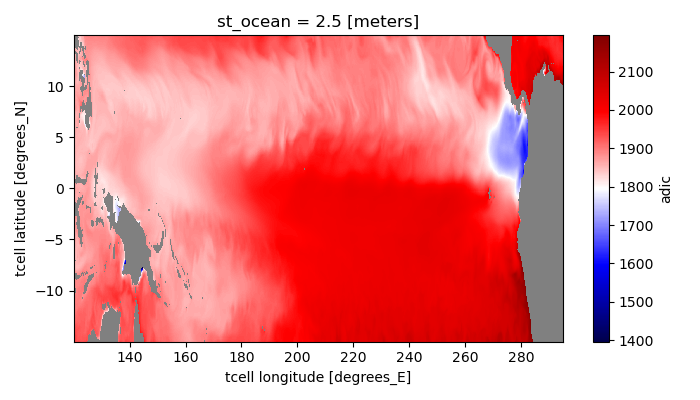 st_ocean = 2.5 [meters]
10
5
0
−5
−10
tcell latitude [degrees_N]
140 160 180 200 220 240 260 280
tcell longitude [degrees_E]
2100
2000
1900
1800
1700
1600
1500
1400
adic